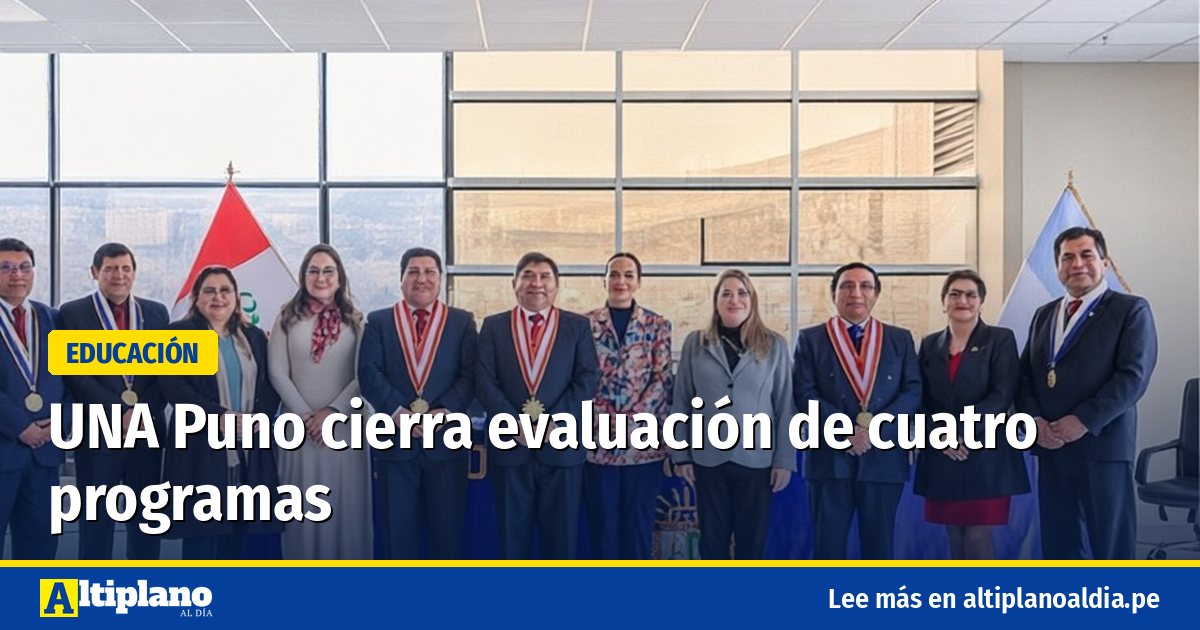 EDUCACIÓN
UNA Puno cierra evaluación de cuatro
programas
Altiplano
AL DÍA
Lee más en altiplanoaldia.pe